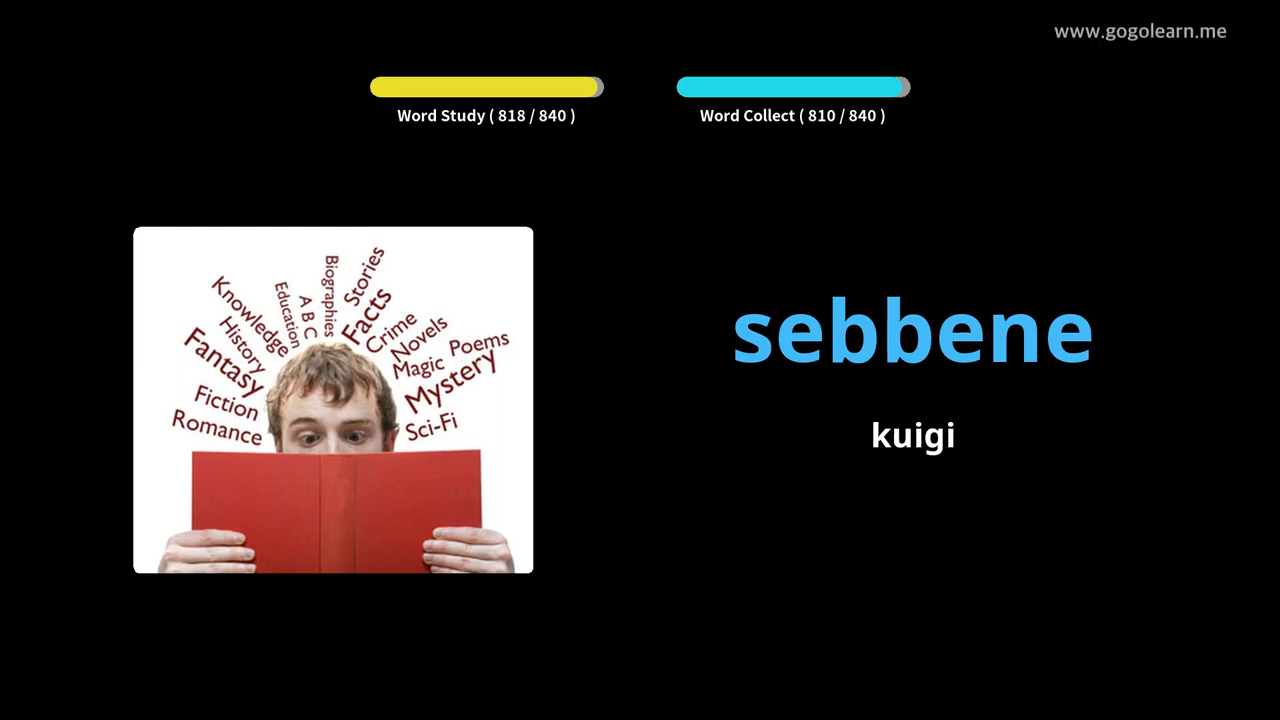 www.gogolearn.me
Word Study ( 818 / 840 )
Word Collect ( 810 / 840 )
Knowledge
History
Fantasy
Fiction
Romance
Education
A B C
Biographies
Stories
Facts
Crime
Novels
Magic
Poems
Mystery
Sci-Fi
sebbene
kuigi